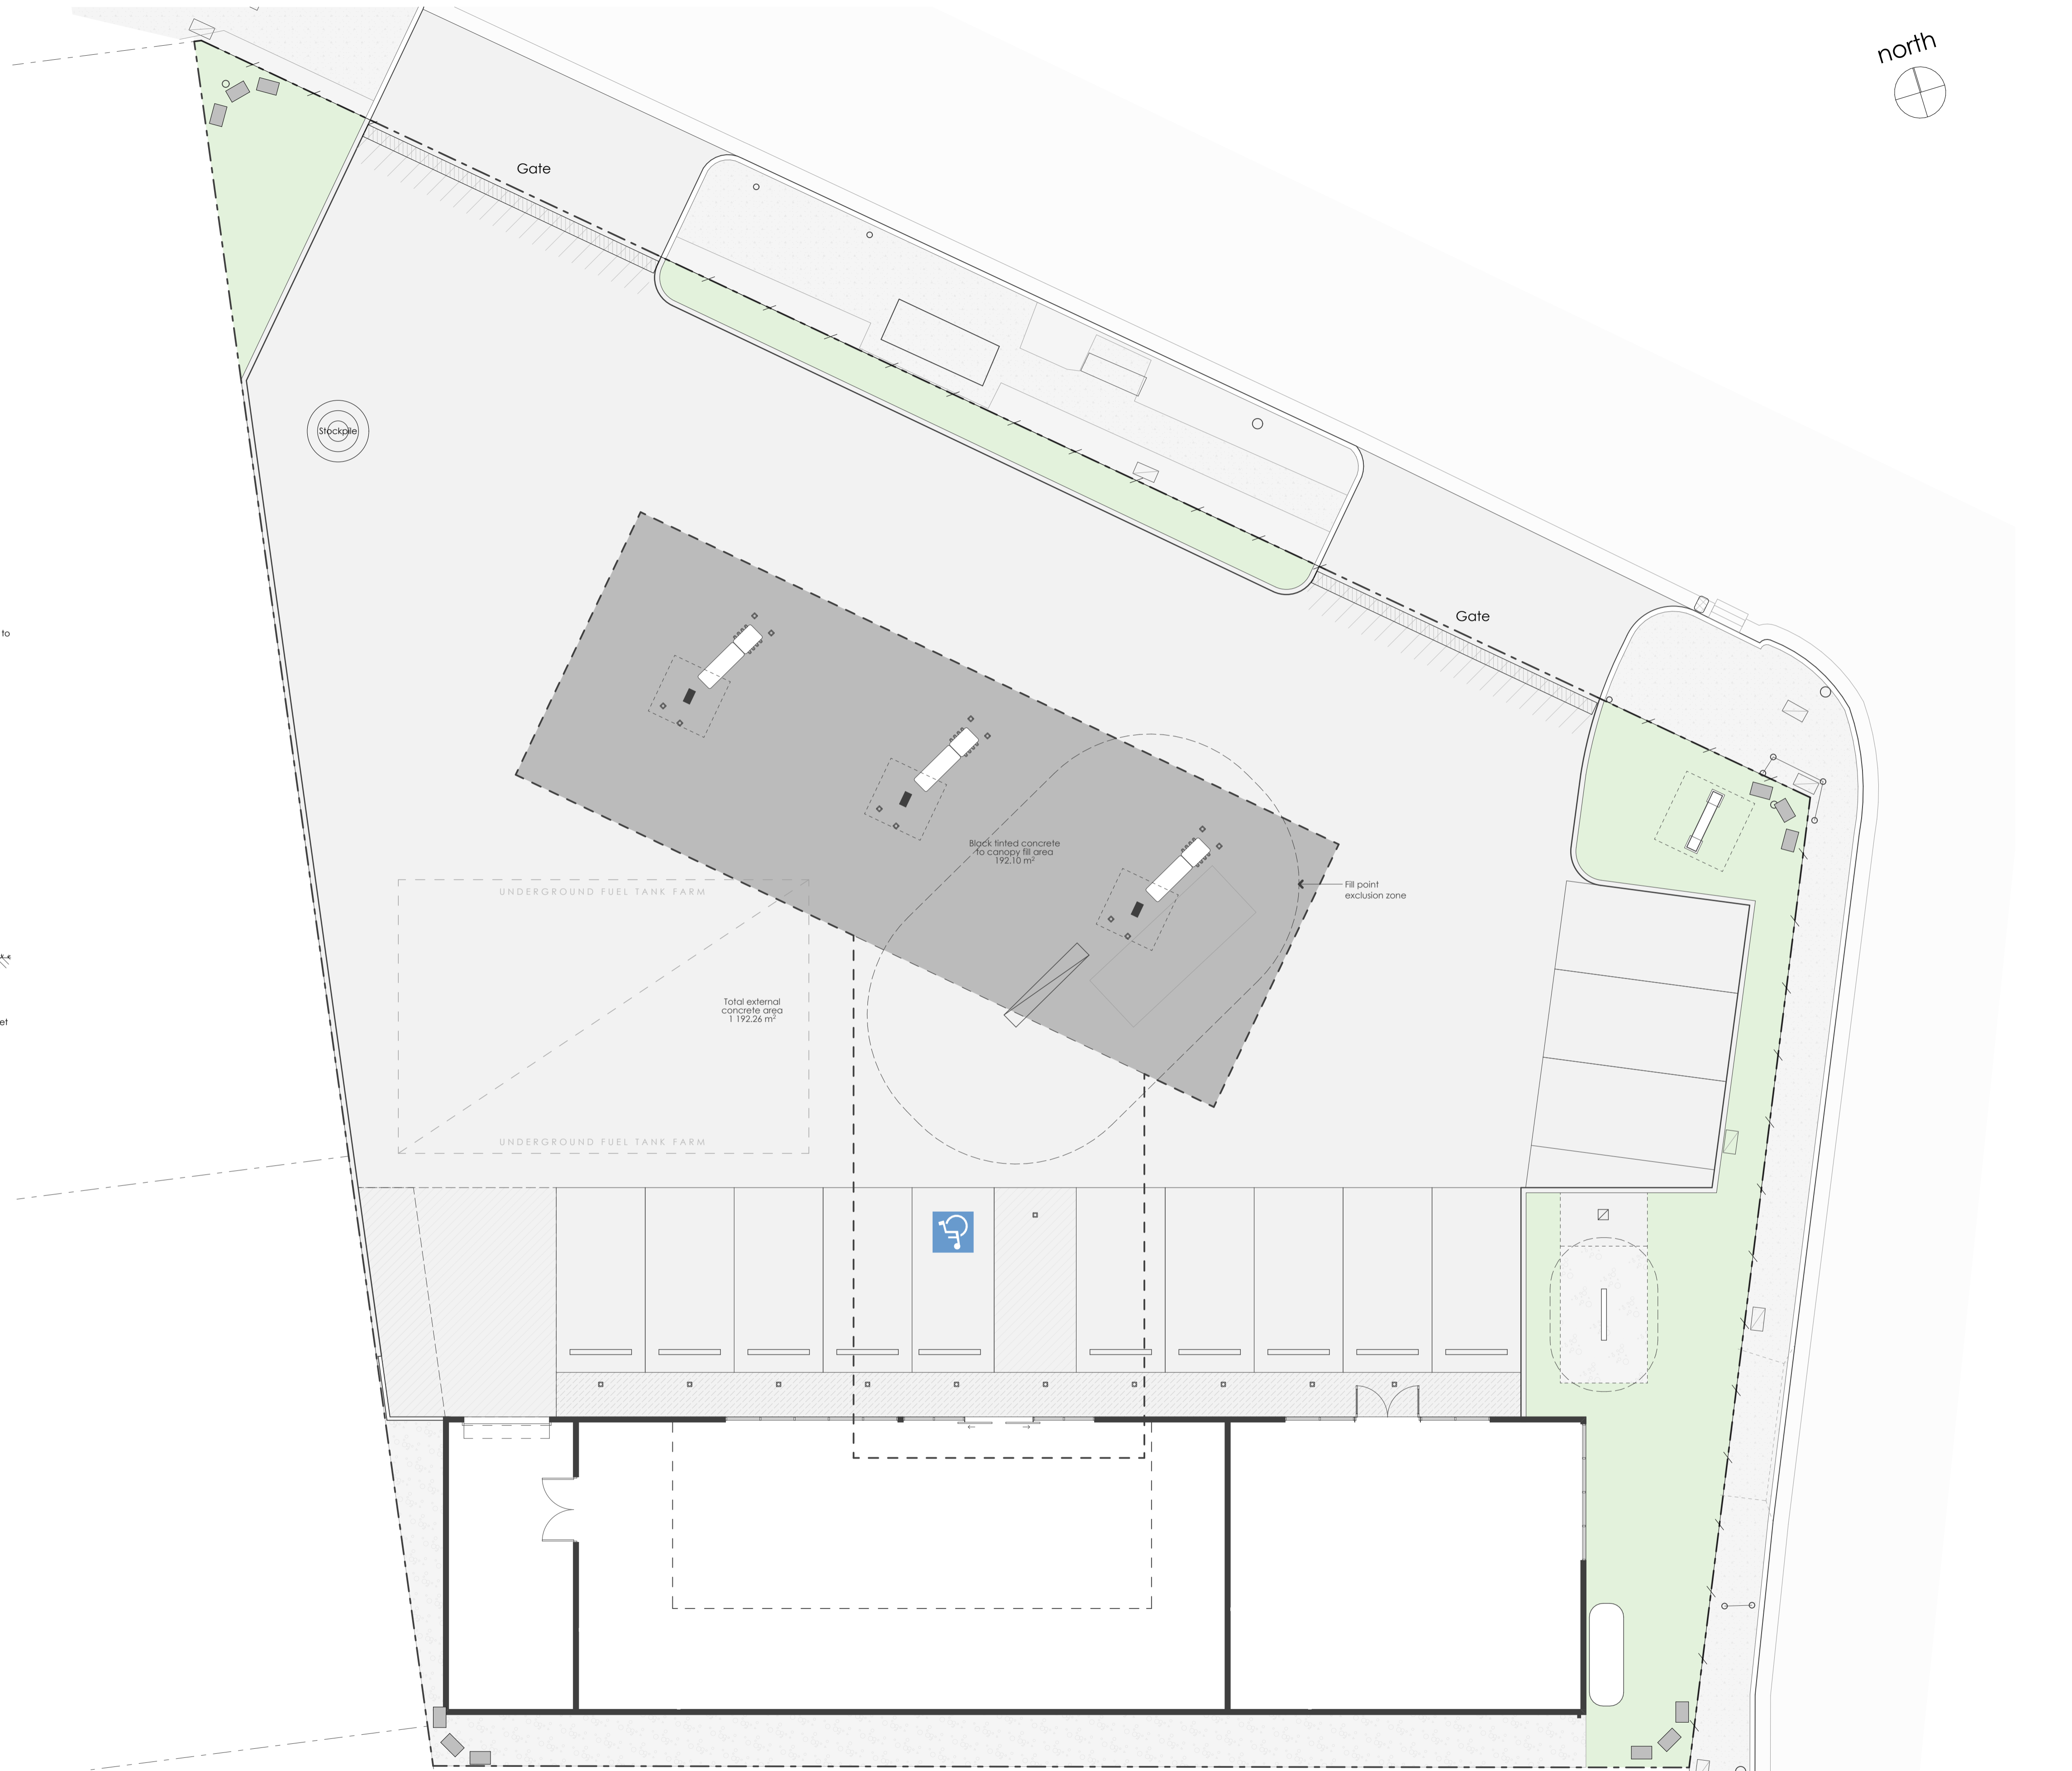 north
Gate
Stockpile
Gate
to
Black tinted concrete
to canopy fill area
192.10 m²
Fill point
exclusion zone
UNDERGROUND FUEL TANK FARM
Total external
concrete area
1 192.26 m²
et
UNDERGROUND FUEL TANK FARM